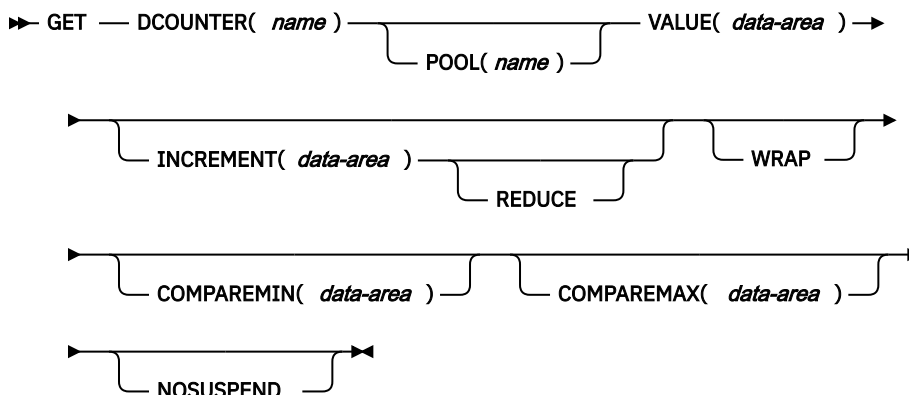 GET DCOUNTER( name ) VALUE( data-area )
POOL( name )
INCREMENT( data-area ) WRAP
REDUCE
COMPAREMIN( data-area ) COMPAREMAX( data-area )
NOSUSPEND